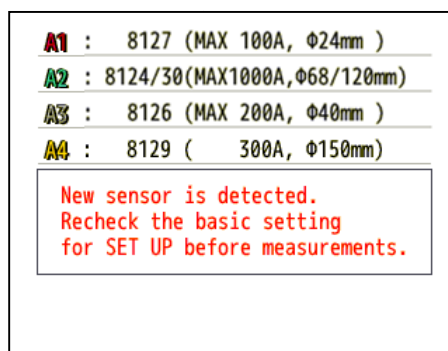 A1 : 8127 (MAX 100A, Φ24mm )
A2 : 8124/30(MAX1000A,Φ68/120mm)
A3 : 8126 (MAX 200A, Φ40mm )
A4 : 8129 ( 300A, Φ150mm)
New sensor is detected.
Recheck the basic setting
for SET UP before measurements.